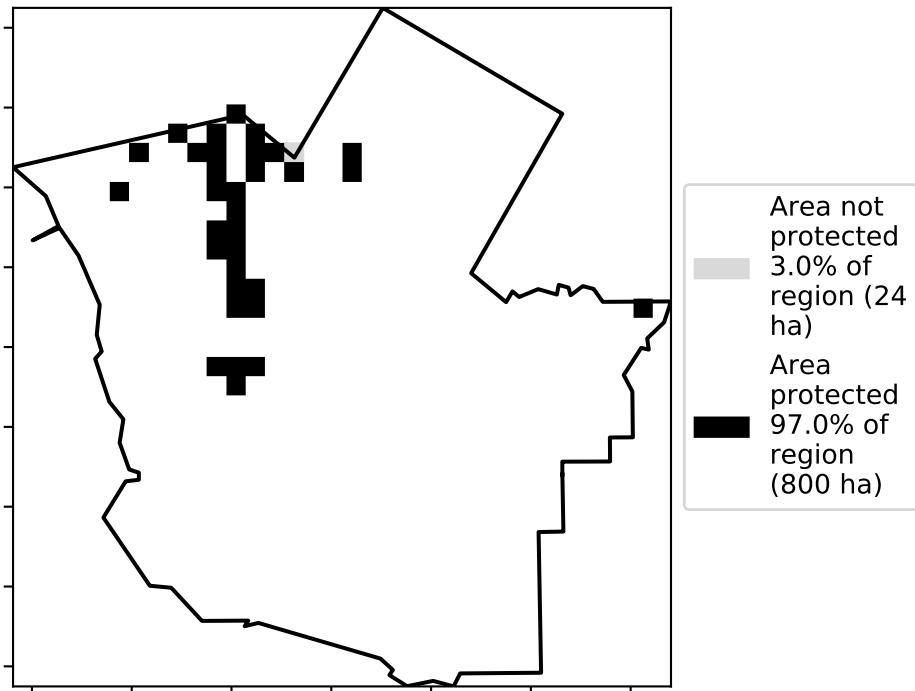 Area not
protected
3.0% of
region (24
ha)
Area
protected
97.0% of
region
(800 ha)